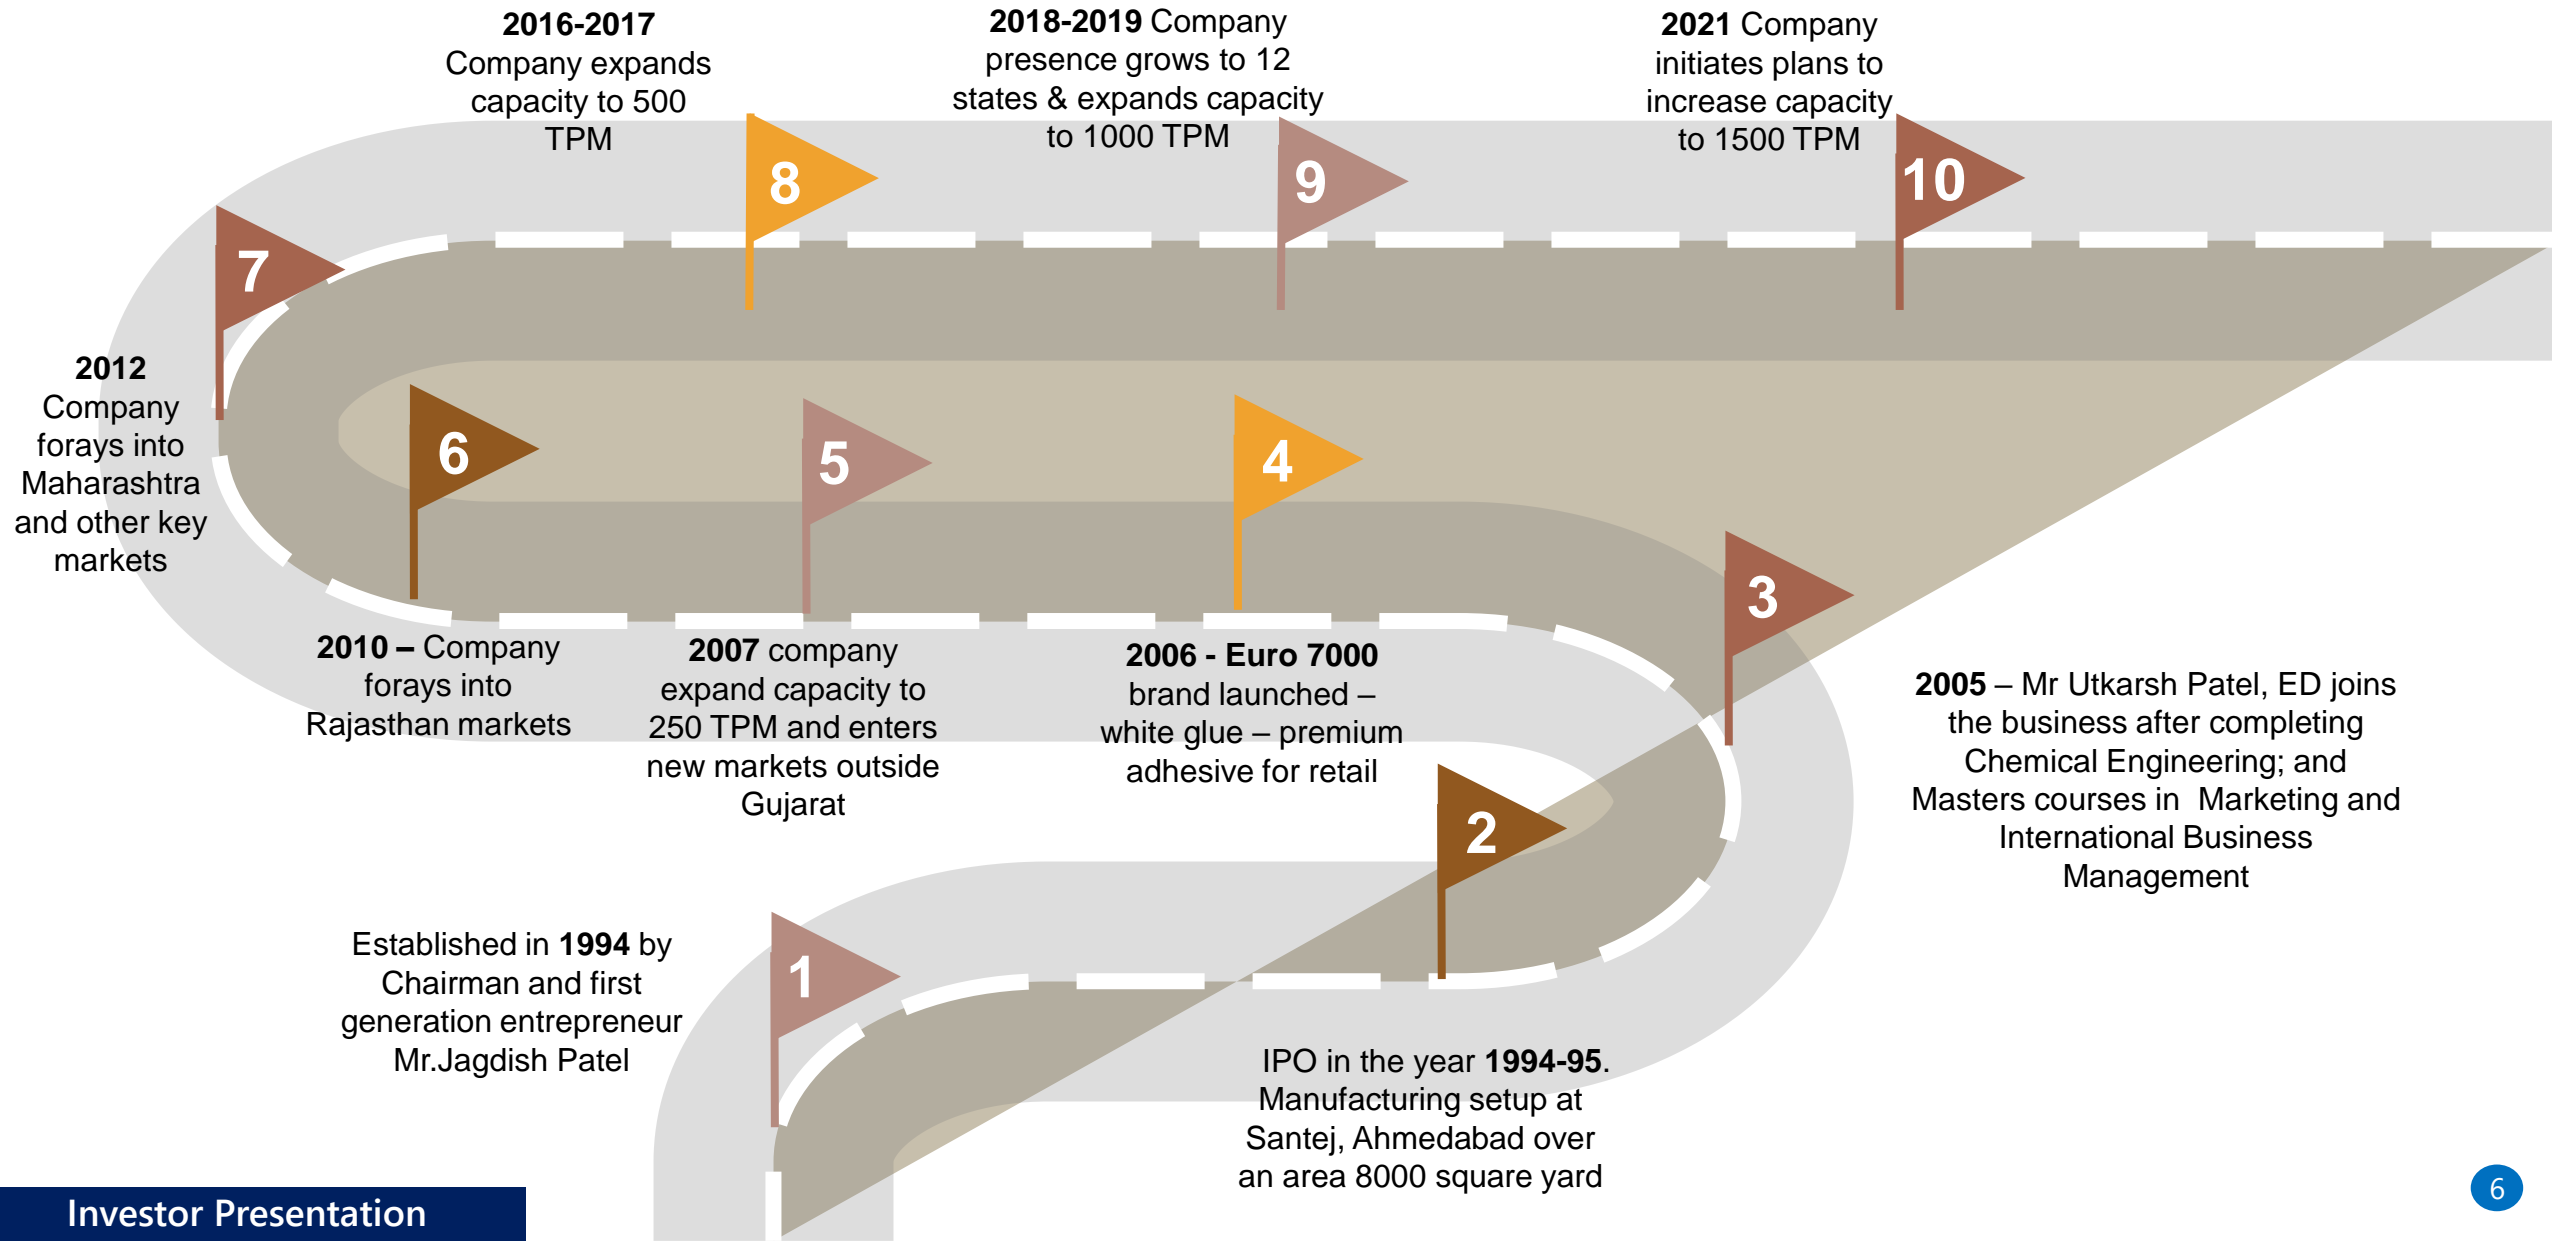 2016-2017
Company expands
capacity to 500
TPM
2018-2019 Company
presence grows to 12
states & expands capacity
to 1000 TPM
2021 Company
initiates plans to
increase capacity
to 1500 TPM
8
9
10
7
2012
Company
forays into
Maharashtra
and other key
markets
6
5
4
3
2010 – Company
forays into
Rajasthan markets
2007 company
expand capacity to
250 TPM and enters
new markets outside
Gujarat
2006 - Euro 7000
brand launched –
white glue – premium
adhesive for retail
2005 – Mr Utkarsh Patel, ED joins
the business after completing
Chemical Engineering; and
Masters courses in  Marketing and
International Business
Management
2
1
Established in 1994 by
Chairman and first
generation entrepreneur
Mr.Jagdish Patel
IPO in the year 1994-95.
Manufacturing setup at
Santej, Ahmedabad over
an area 8000 square yard
Investor Presentation
6